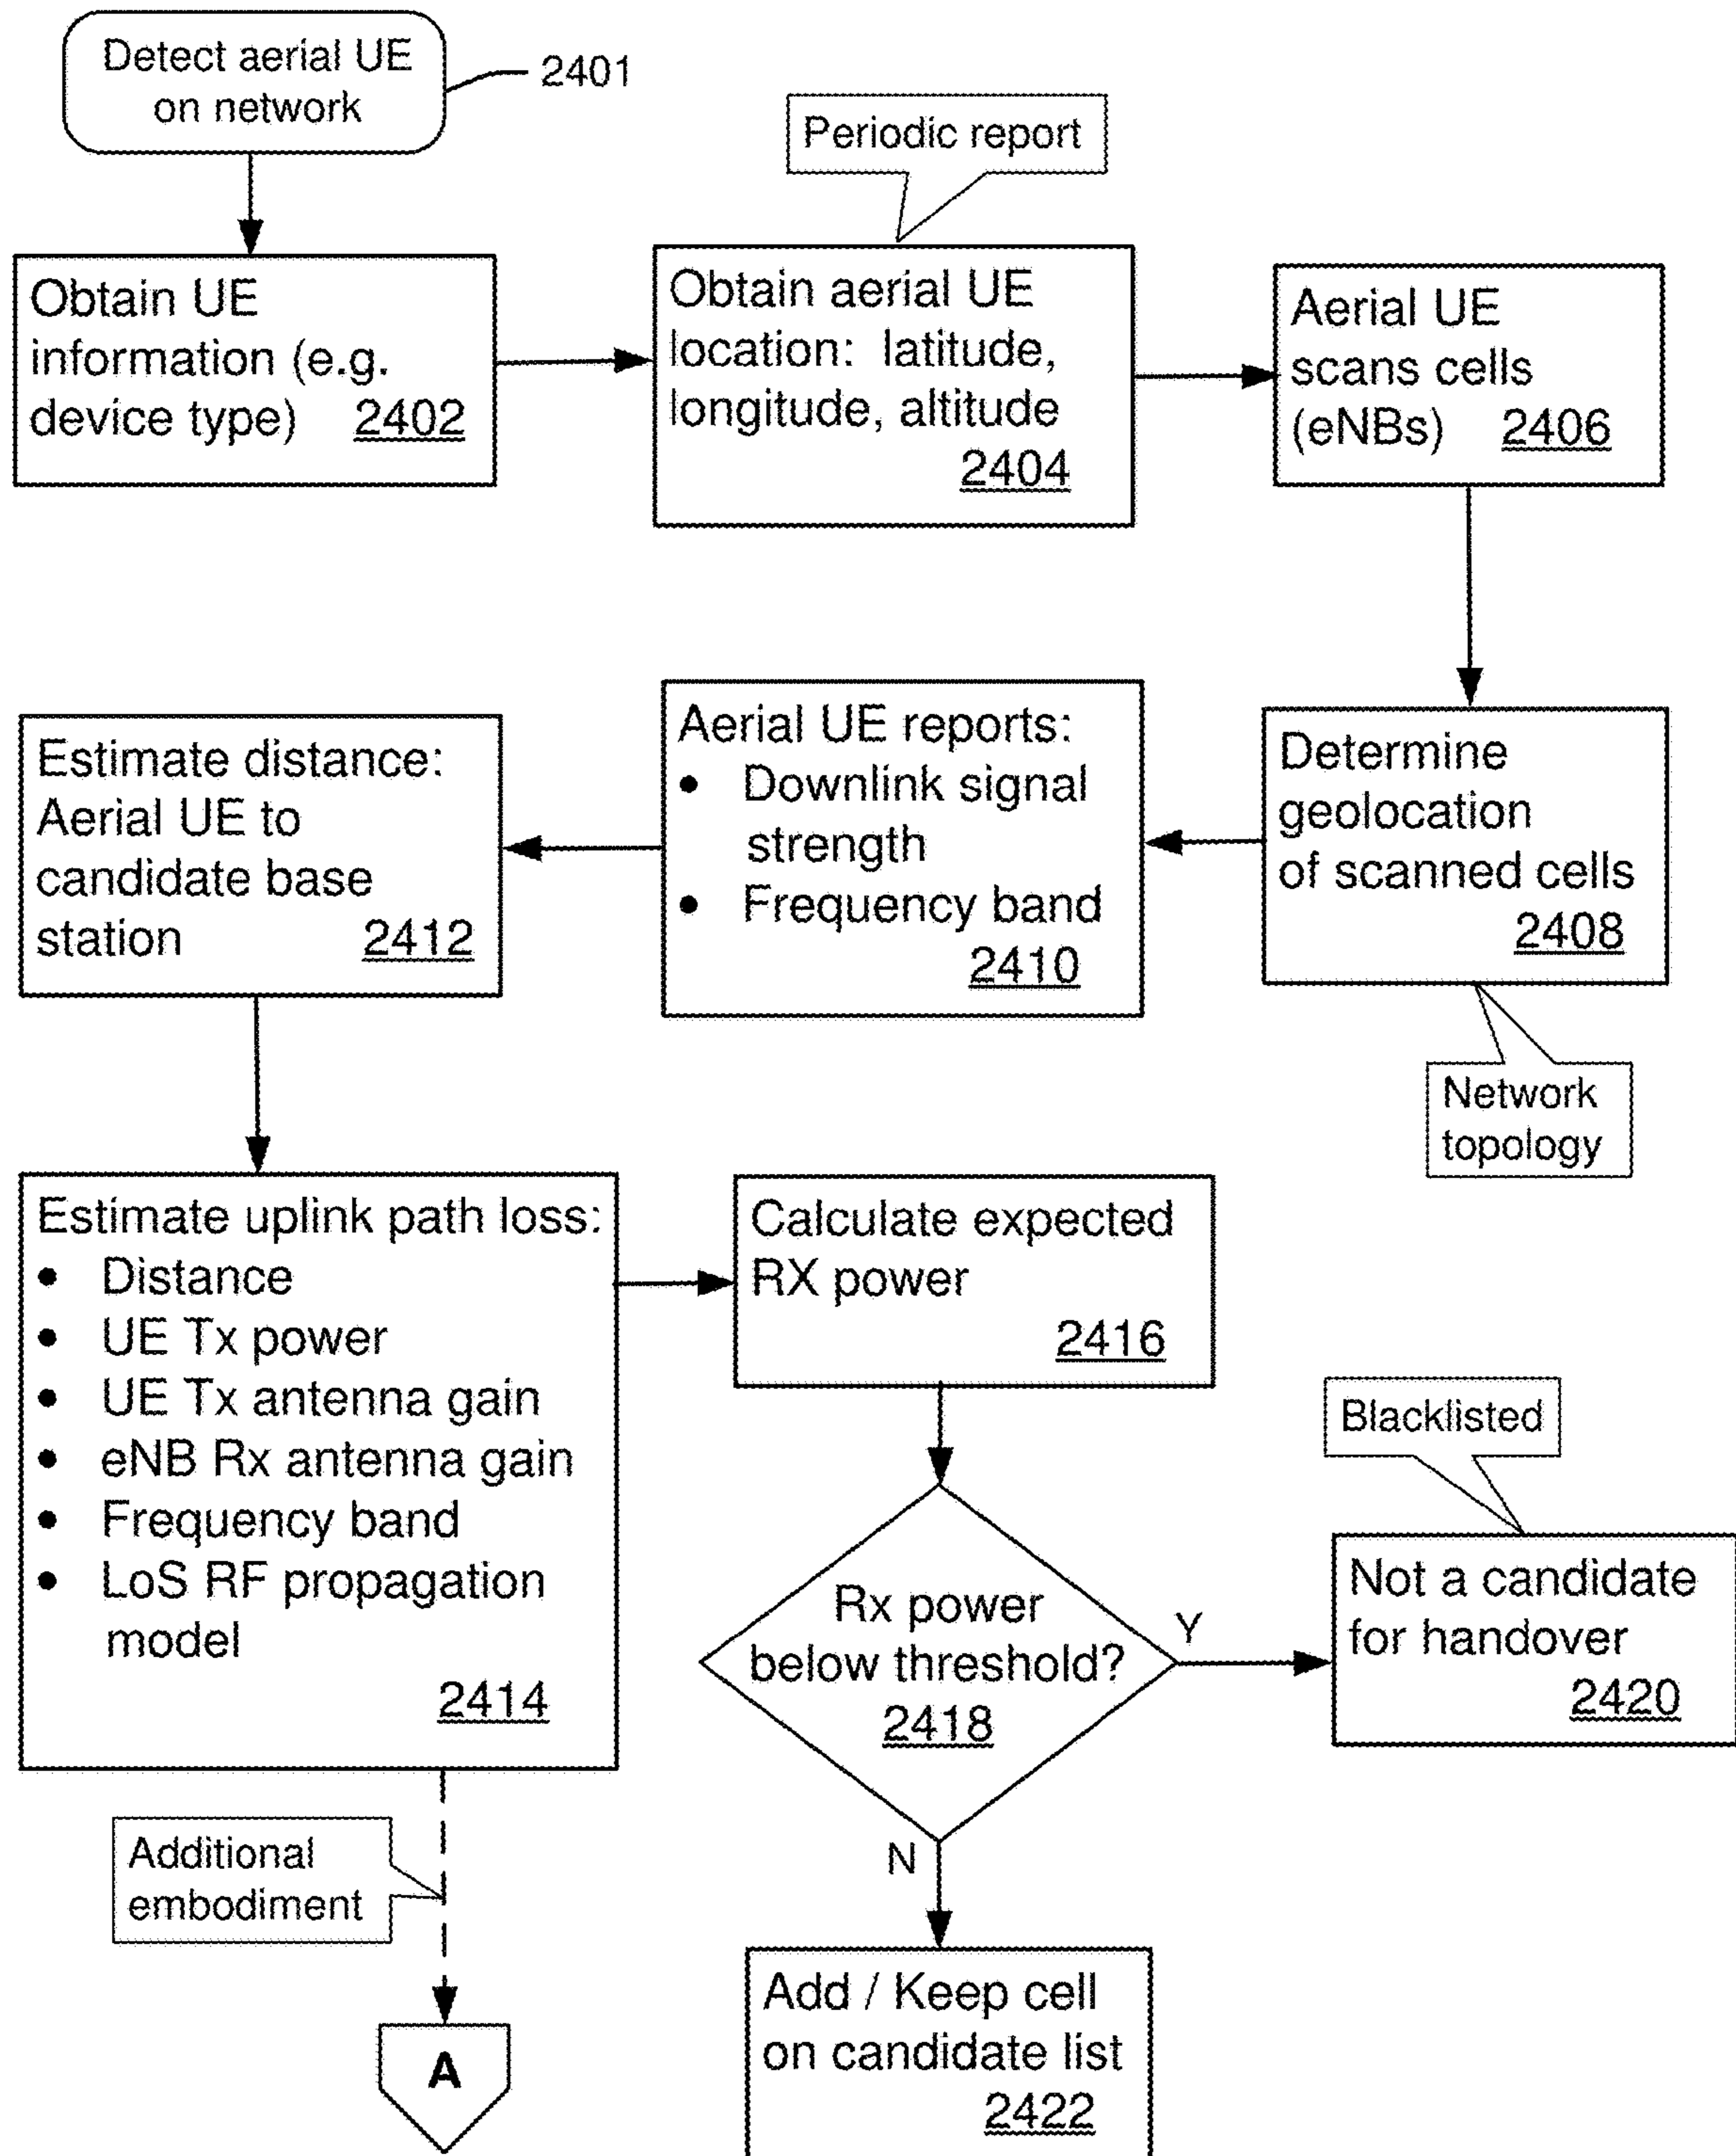 Detect aerial UE
on network
2401
Periodic report
Obtain UE
information (e.g.
device type) 2402
Obtain aerial UE
location: latitude,
longitude, altitude
2404
Aerial UE
scans cells
(eNBs) 2406
Estimate distance:
Aerial UE to
candidate base
station 2412
Aerial UE reports:
• Downlink signal
strength
• Frequency band
2410
Determine
geolocation
of scanned cells
2408
Network
topology
Estimate uplink path loss:
• Distance
• UE Tx power
• UE Tx antenna gain
• eNB Rx antenna gain
• Frequency band
• LoS RF propagation
model
2414
Calculate expected
RX power
2416
Blacklisted
Rx power
below threshold?
2418
Y
Not a candidate
for handover
2420
N
Additional
embodiment
A
Add / Keep cell
on candidate list
2422